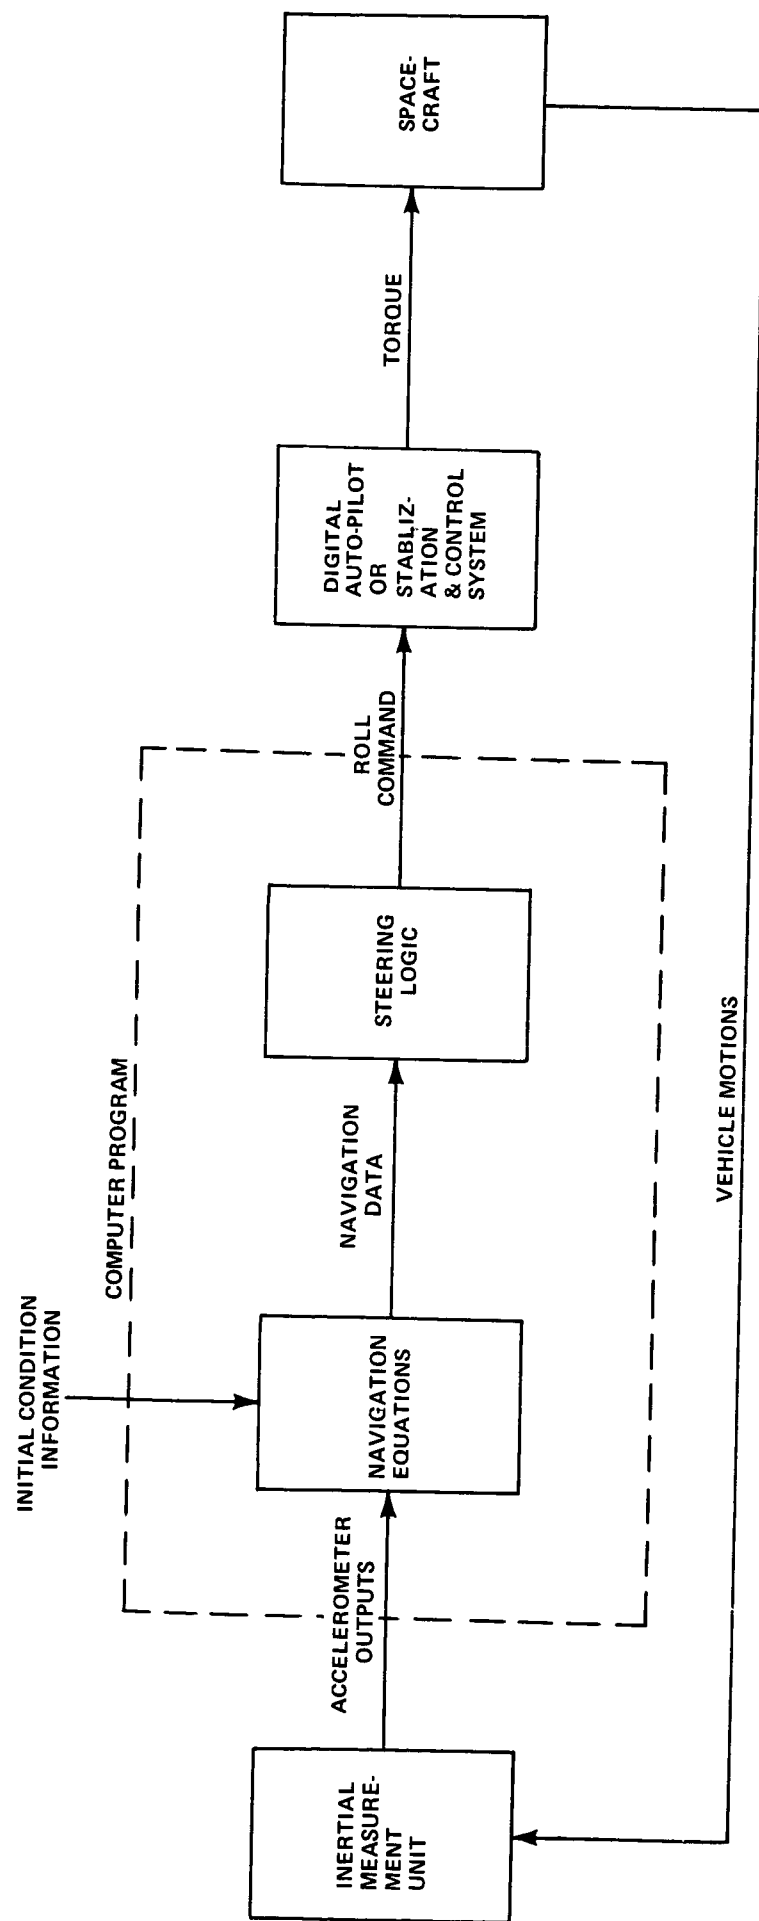 INITIAL CONDITION
INFORMATION
COMPUTER PROGRAM
INERTIAL
MEASURE-
MENT
UNIT
ACCELEROMETER
OUTPUTS
NAVIGATION
EQUATIONS
NAVIGATION
DATA
STEERING
LOGIC
ROLL
COMMAND
DIGITAL
AUTO-PILOT
OR
STABLIZ-
ATION
& CONTROL
SYSTEM
TORQUE
SPACE-
CRAFT
VEHICLE MOTIONS